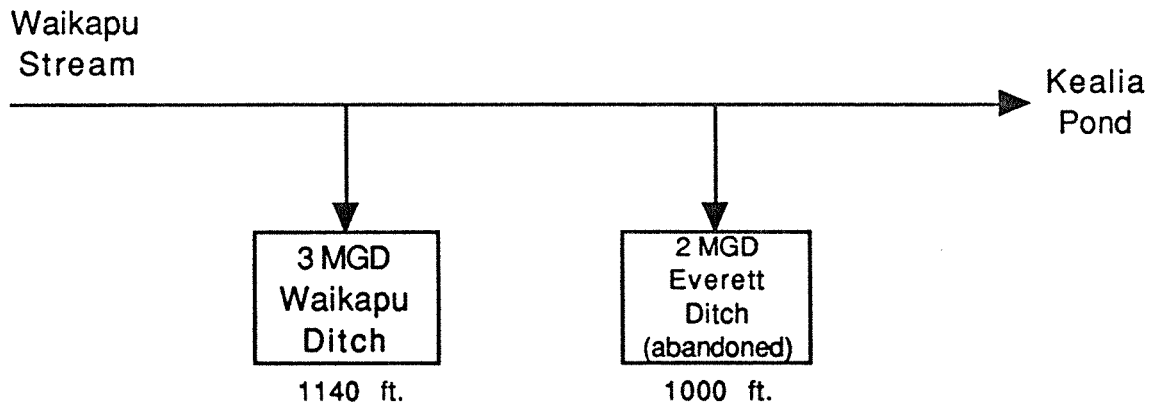 Waikapu
Stream
Kealia
Pond
3 MGD
Waikapu
Ditch
1140 ft.
2 MGD
Everett
Ditch
(abandoned)
1000 ft.